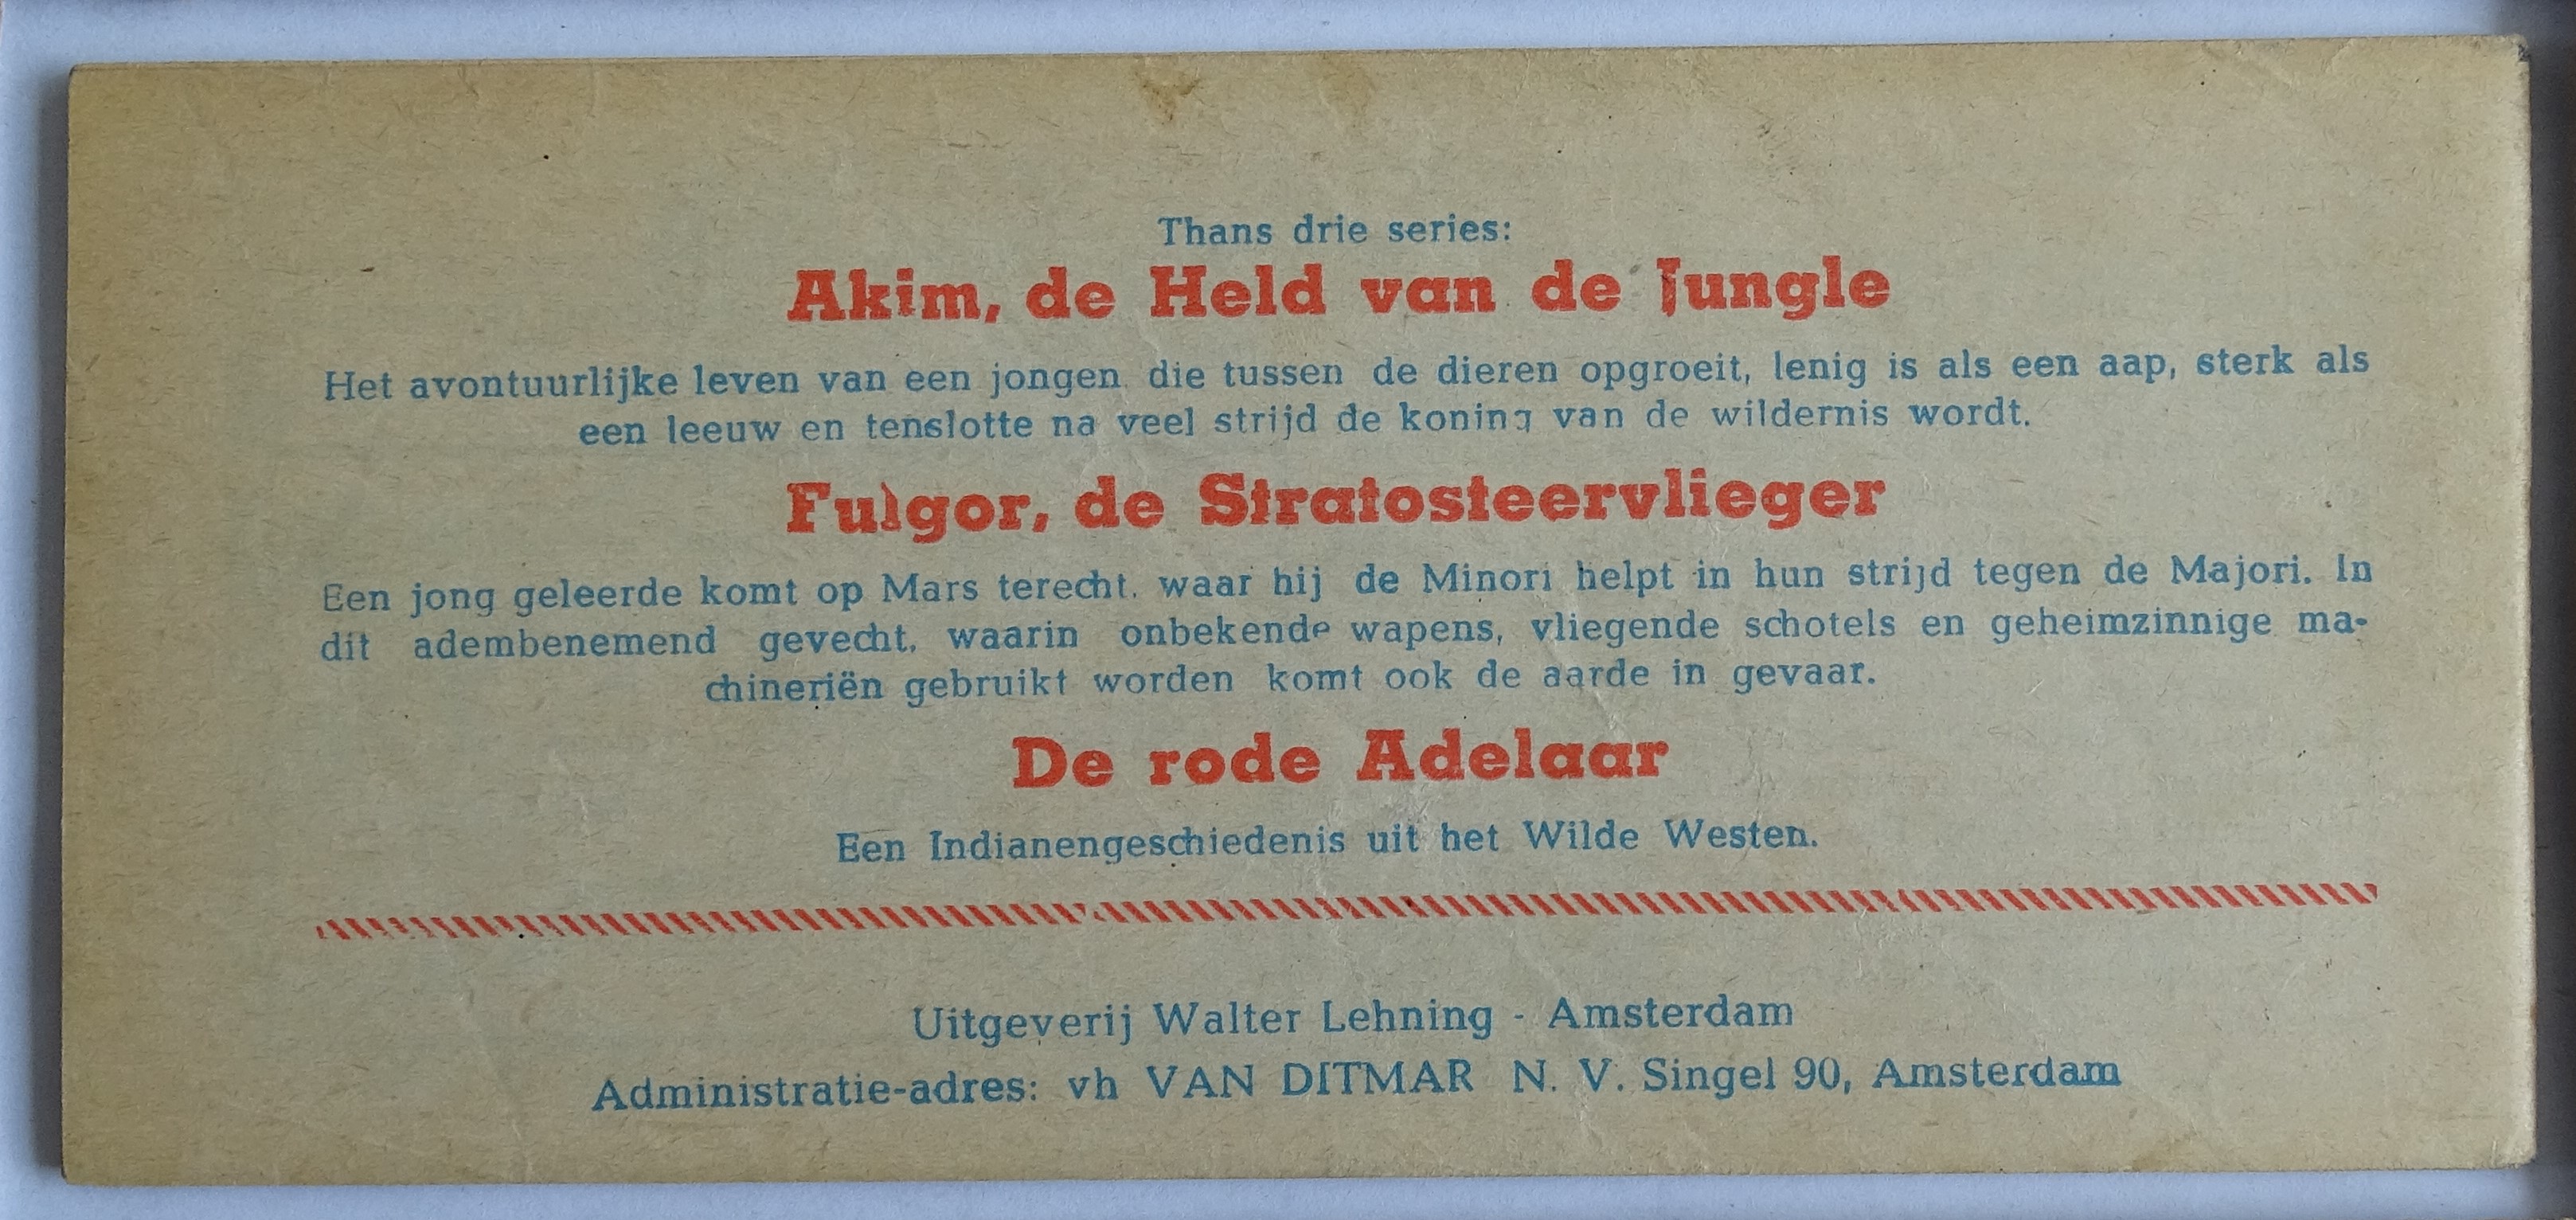 Thans drie series:
Akim, de Held van de Jungle
Het avontuurlijke leven van een jongen die tussen de dieren opgroeit, lenig is als een aap, sterk als
een leeuw en tenslotte na veel strijd de koning van de wildernis wordt.
Fulgor, de Stratosteervlieger
Een jong geleerde komt op Mars terecht. waar hij de Minori helpt in hun strijd tegen de Majori. In
dit adembenemend gevecht, waarin onbekende wapens, vliegende schotels en geheimzinnige ma-
chineriën gebruikt worden komt ook de aarde in gevaar.
De rode Adelaar
Een Indianengeschiedenis uit het Wilde Westen.
Uitgeverij Walter Lehning - Amsterdam
Administratie-adres: vh VAN DITMAR N. V. Singel 90, Amsterdam